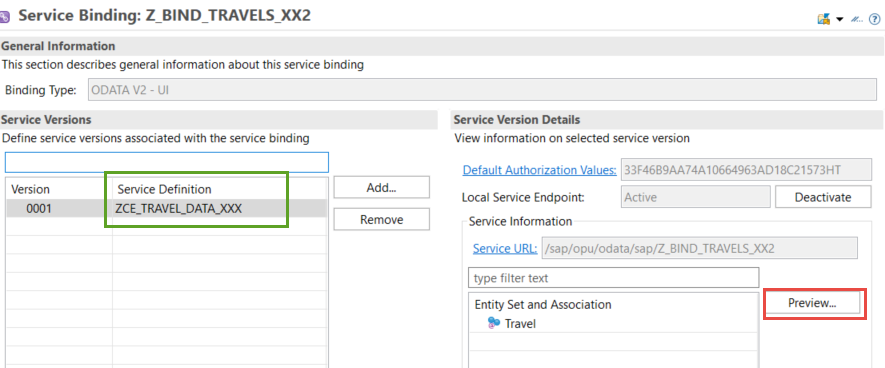 Service Binding: Z_BIND_TRAVELS_XX2
General Information
This section describes general information about this service binding
Binding Type: ODATA V2 - UI
Service Versions
Define service versions associated with the service binding
Version Service Definition
0001 ZCE_TRAVEL_DATA_XXX
Add...
Remove
Service Version Details
View information on selected service version
Default Authorization Values: 33F46B9AA74A10664963AD18C21573HT
Local Service Endpoint: Active Deactivate
Service Information
Service URL: /sap/opu/odata/sap/Z_BIND_TRAVELS_XX2
type filter text
Entity Set and Association
Preview...
Travel